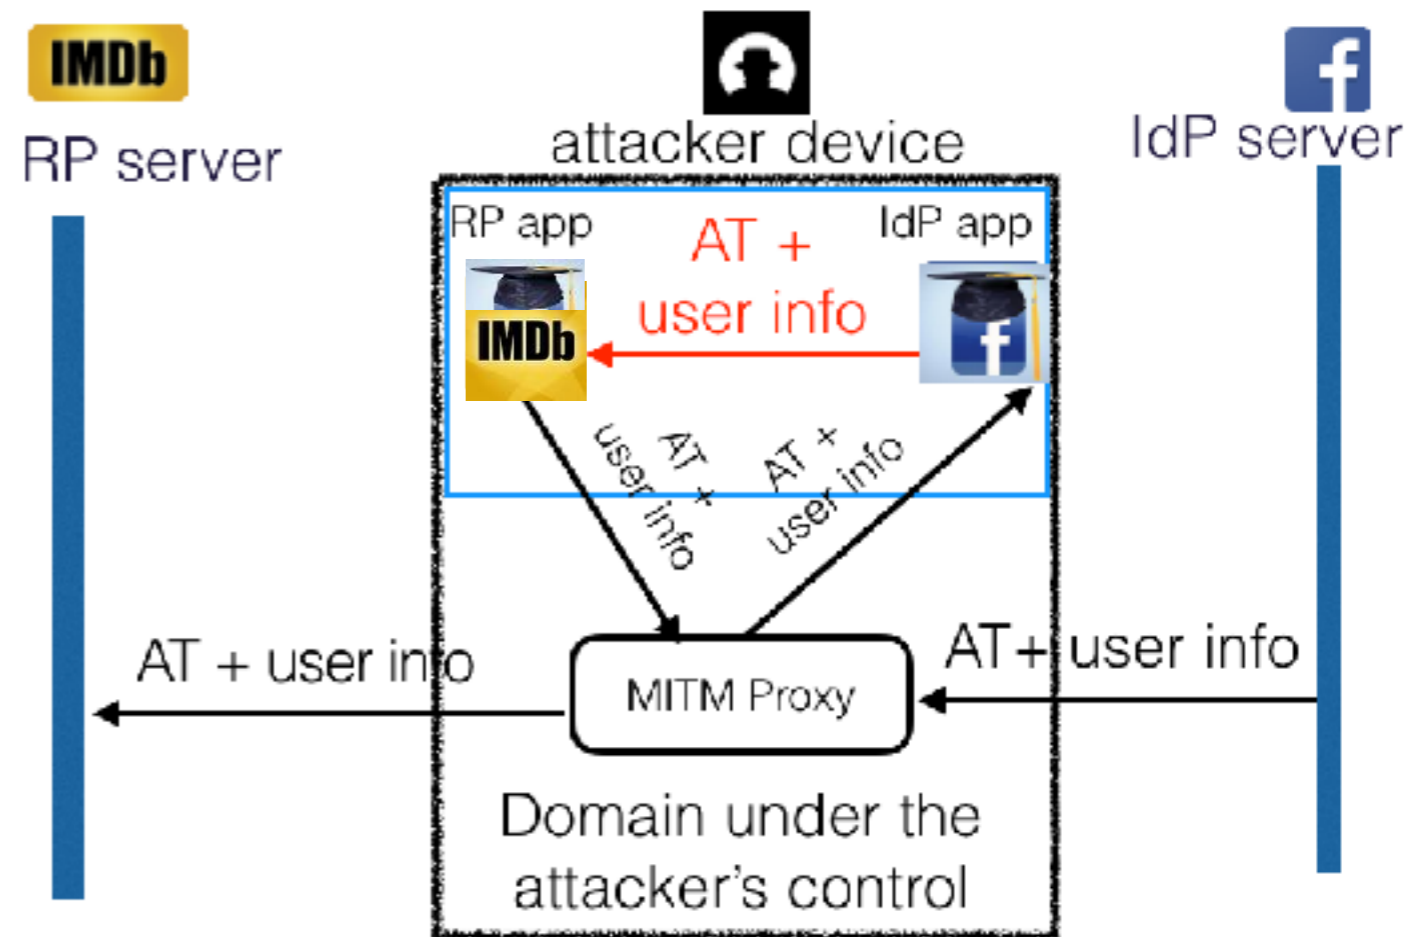 IMDb
f
RP server
attacker device
IdP server
RP app
AT +
user info
IdP app
IMDb
f
AT +
user info
AT +
user info
AT + user info
MITM Proxy
AT+ user info
Domain under the
attacker's control